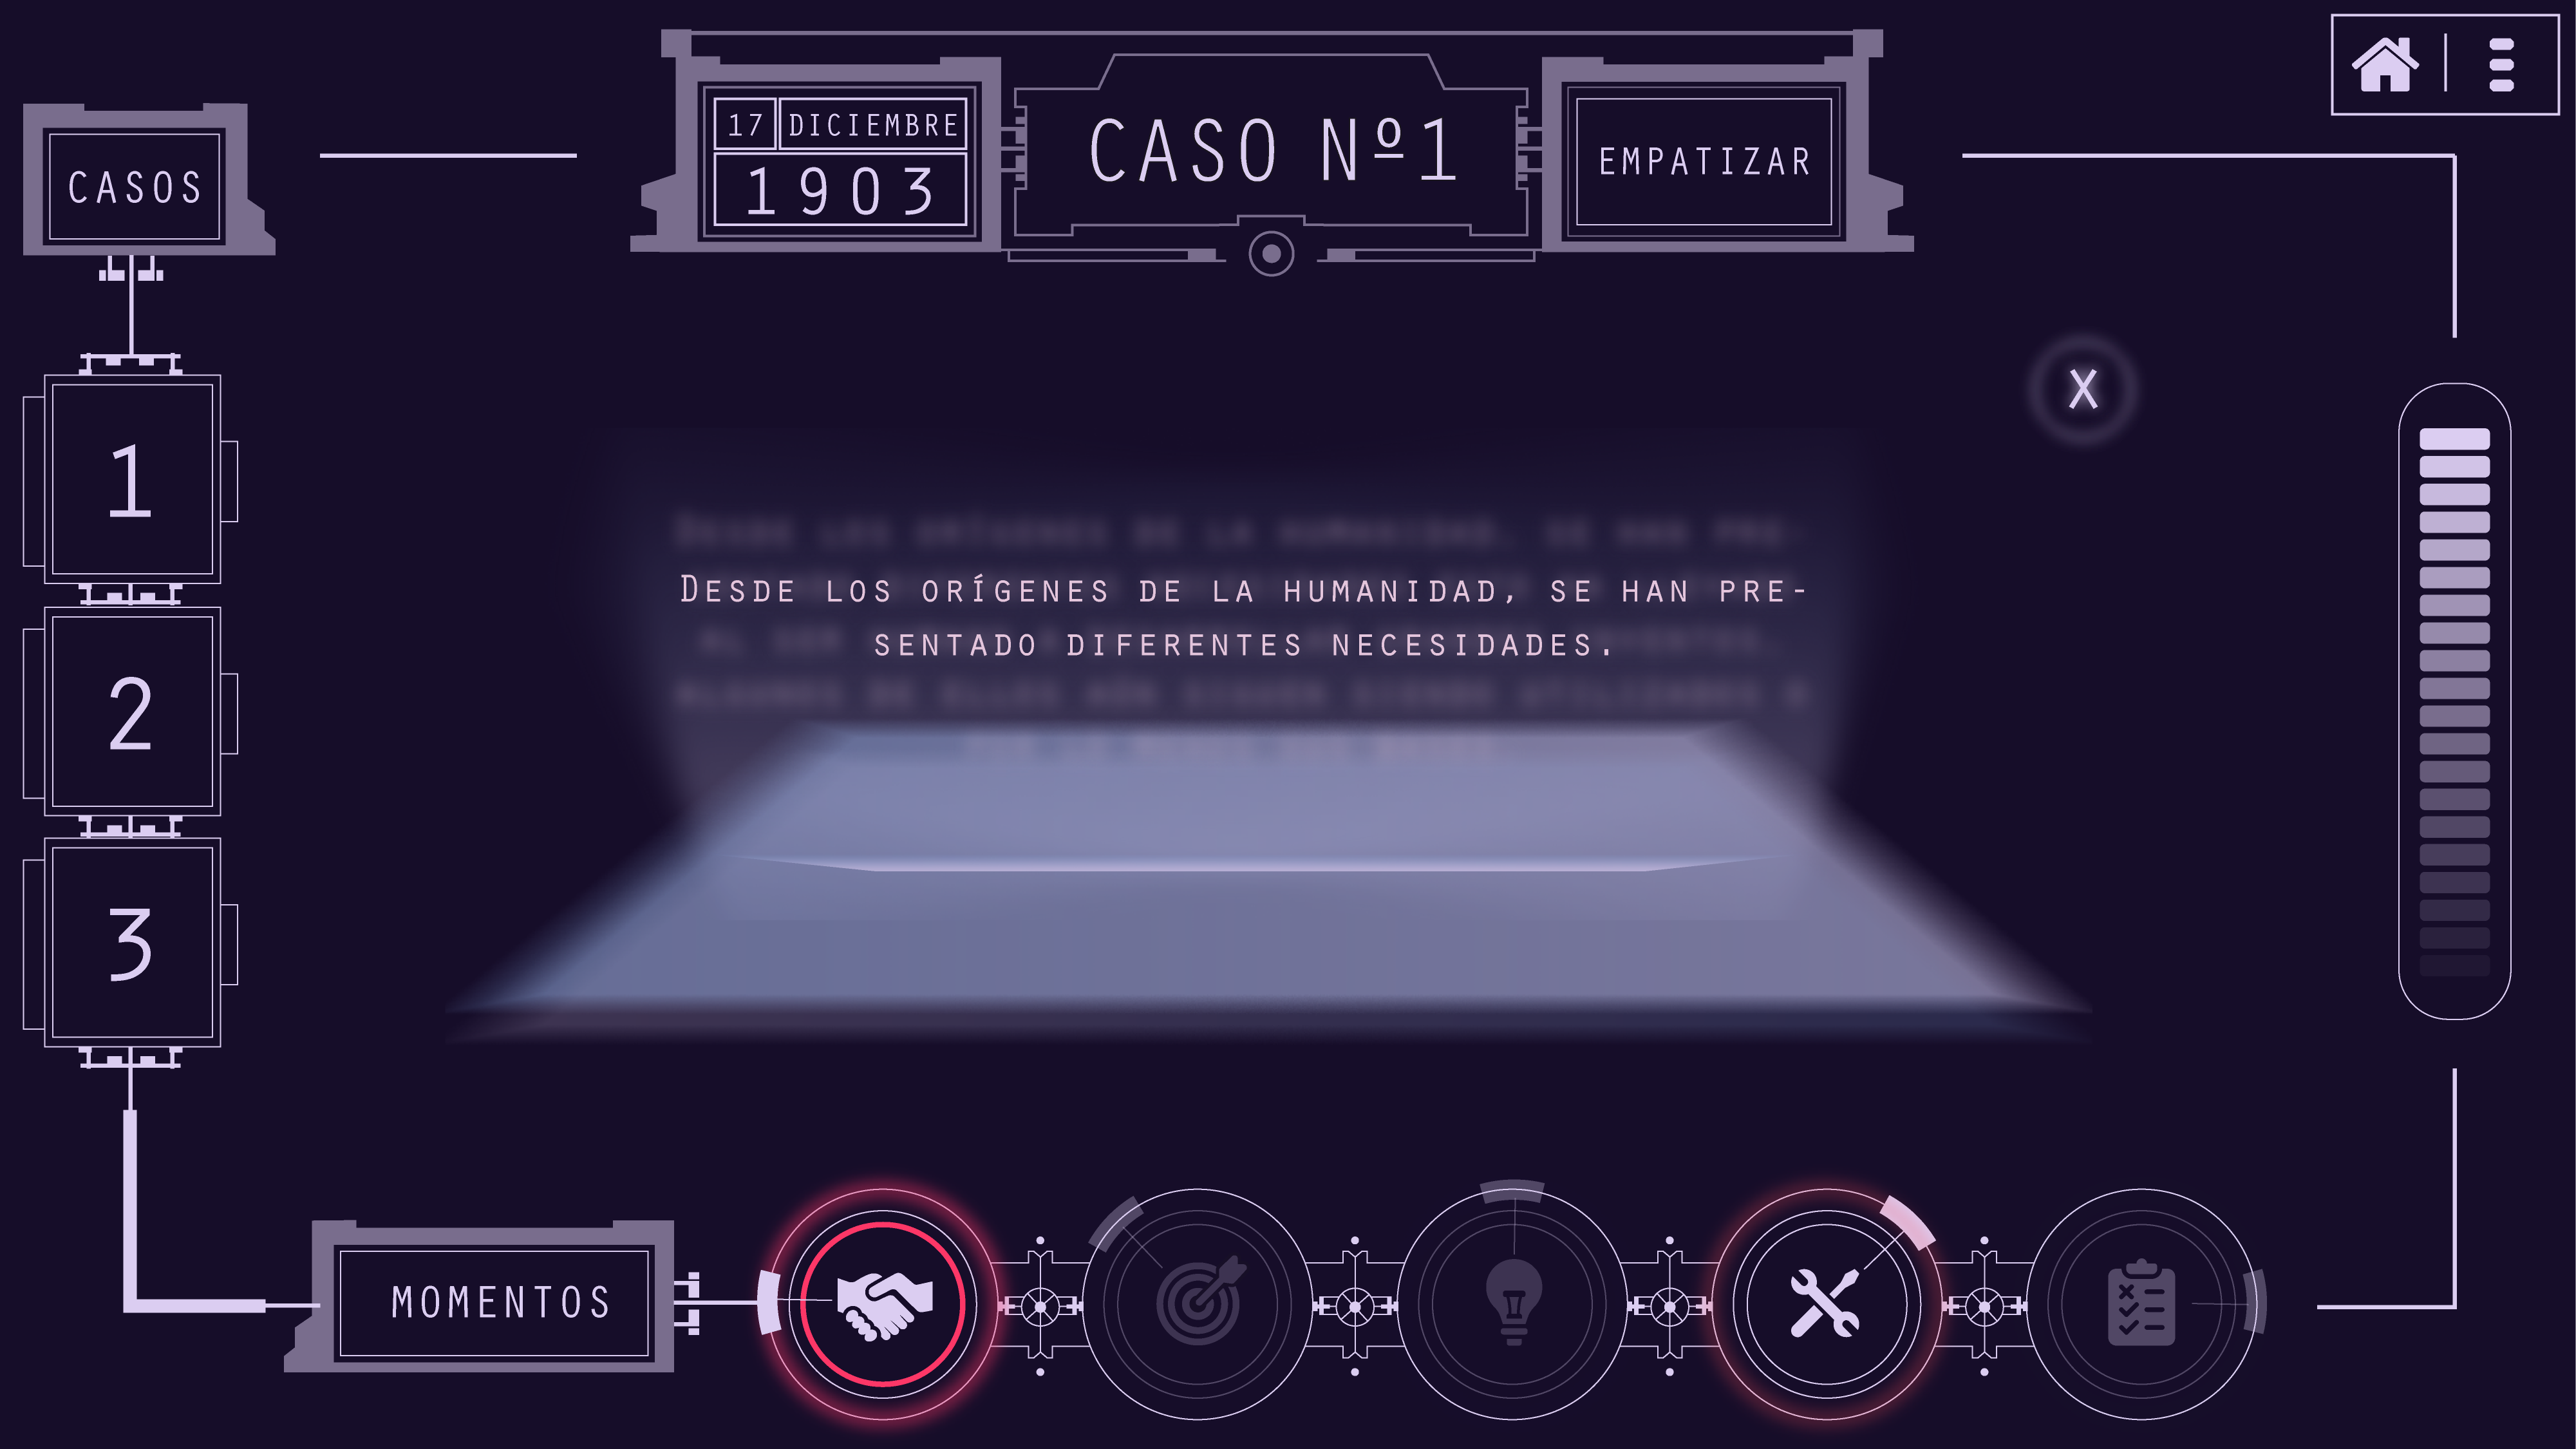 17 DICIEMBRE
1903
CASO Nº1
EMPATIZAR
CASOS
X
1
DESDE LOS ORÍGENES DE LA HUMANIDAD, SE HAN PRE-
SENTADO DIFERENTES NECESIDADES.
2
3
MOMENTOS